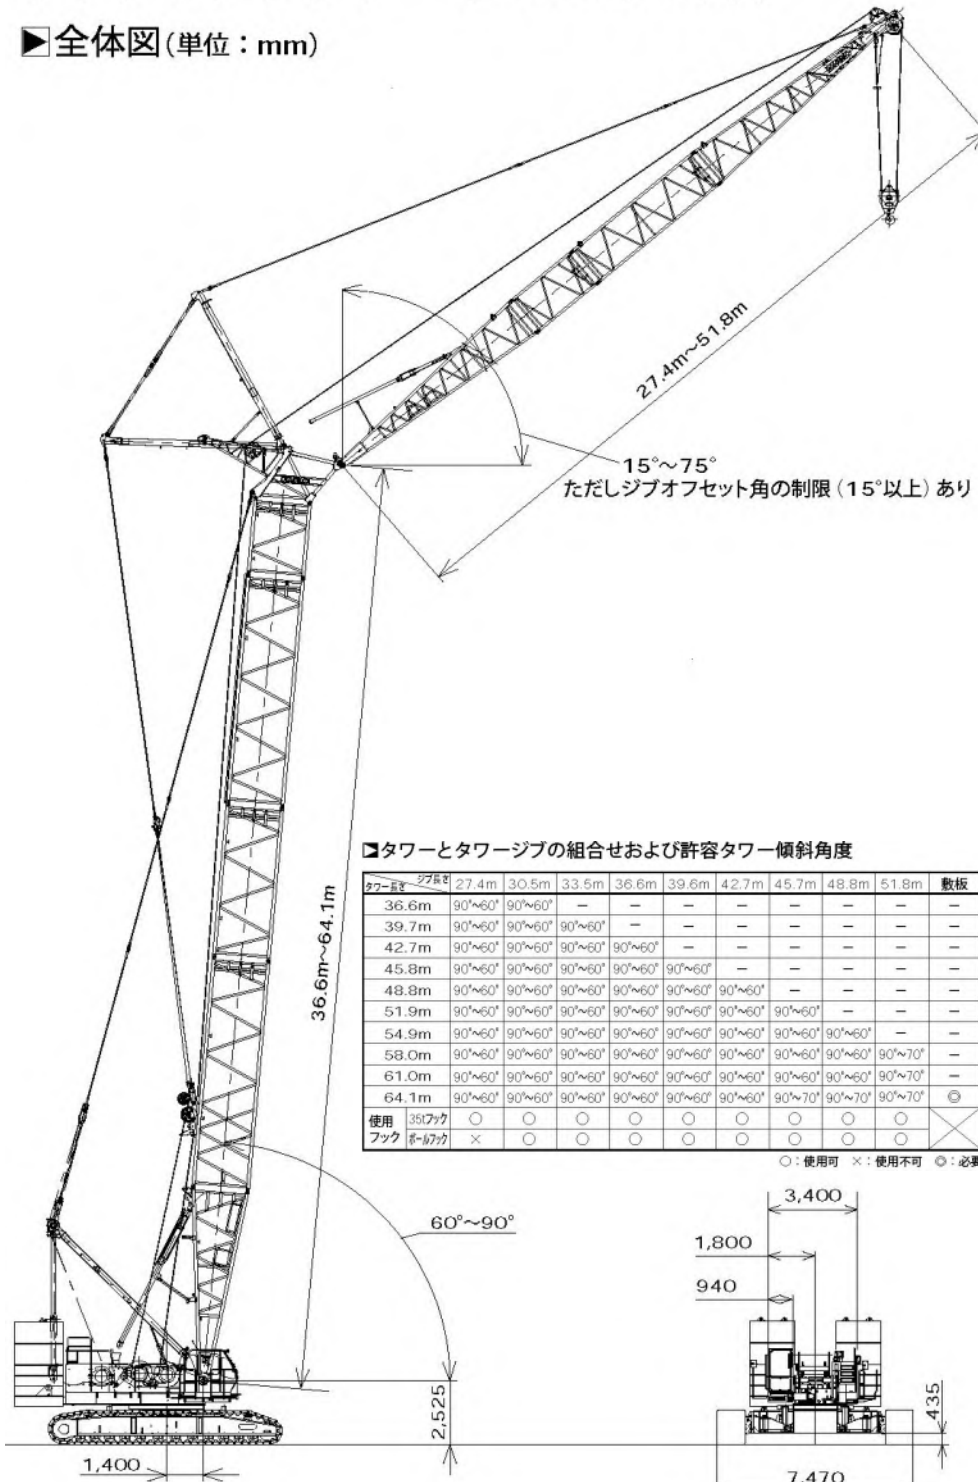 ▶全体図(単位：mm)
27.4m～51.8m
15°～75°
ただしジブオフセット角の制限(15°以上)あり
36.6m～64.1m
タワーとタワージブの組合せおよび許容タワー傾斜角度
タワー長さ ジブ長さ 27.4m 30.5m 33.5m 36.6m 39.6m 42.7m 45.7m 48.8m 51.8m 敷板
36.6m 90°～60° 90°～60° － － － － － － － －
39.7m 90°～60° 90°～60° 90°～60° － － － － － － －
42.7m 90°～60° 90°～60° 90°～60° 90°～60° － － － － － －
45.8m 90°～60° 90°～60° 90°～60° 90°～60° 90°～60° － － － － －
48.8m 90°～60° 90°～60° 90°～60° 90°～60° 90°～60° 90°～60° － － － －
51.9m 90°～60° 90°～60° 90°～60° 90°～60° 90°～60° 90°～60° 90°～60° － － －
54.9m 90°～60° 90°～60° 90°～60° 90°～60° 90°～60° 90°～60° 90°～60° 90°～60° － －
58.0m 90°～60° 90°～60° 90°～60° 90°～60° 90°～60° 90°～60° 90°～60° 90°～60° 90°～70° －
61.0m 90°～60° 90°～60° 90°～60° 90°～60° 90°～60° 90°～60° 90°～60° 90°～60° 90°～70° －
64.1m 90°～60° 90°～60° 90°～60° 90°～60° 90°～60° 90°～60° 90°～70° 90°～70° 90°～70° ◎
使用フック 35tフック ○ ○ ○ ○ ○ ○ ○ ○ ○
ボールフック × ○ ○ ○ ○ ○ ○ ○ ○
○：使用可 ×：使用不可 ◎：必要
60°～90°
3,400
1,800
940
2,525
435
1,400
7,470